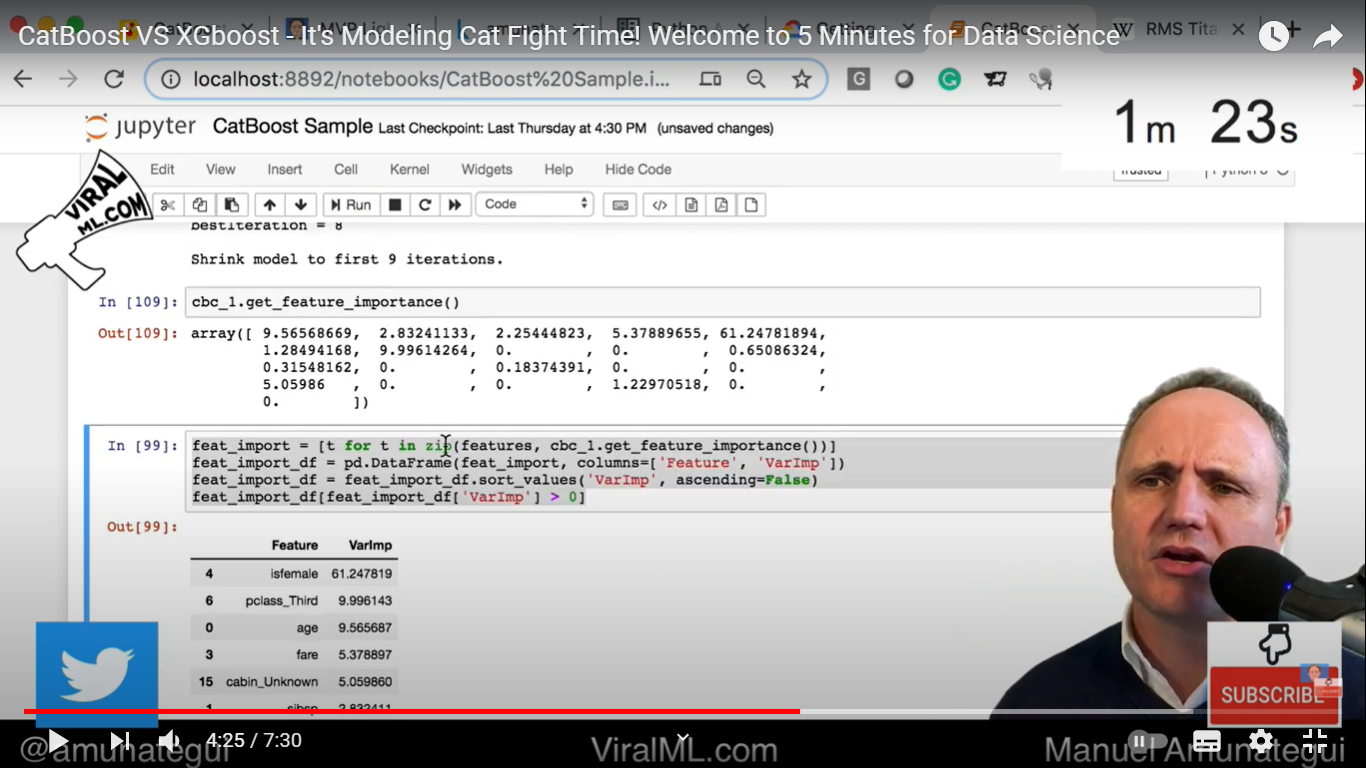 CatBoost VS XGboost - It's Modeling Cat Fight Time! Welcome to 5 Minutes for Data Science
RMS Tita
localhost:8892/notebooks/CatBoost%20Sample.i...
1m 23s
jupyter CatBoost Sample Last Checkpoint: Last Thursday at 4:30 PM (unsaved changes)
Edit View Insert Cell Kernel Widgets Help Hide Code
Trusted
VIRAL
ML.COM
Run Code
bestIteration = 8
Shrink model to first 9 iterations.
In [109]: cbc_1.get_feature_importance()
Out[109]: array([ 9.56568669, 2.83241133, 2.25444823, 5.37889655, 61.24781894,
1.28494168, 9.99614264, 0. , 0. , 0.65086324,
0.31548162, 0. , 0.18374391, 0. , 0. ,
5.05986 , 0. , 0. , 1.22970518, 0. ,
0. ])
In [99]: feat_import = [t for t in zip(features, cbc_1.get_feature_importance())]
feat_import_df = pd.DataFrame(feat_import, columns=['Feature', 'VarImp'])
feat_import_df = feat_import_df.sort_values('VarImp', ascending=False)
feat_import_df[feat_import_df['VarImp'] > 0]
Out[99]:
Feature VarImp
4 isfemale 61.247819
6 pclass_Third 9.996143
0 age 9.565687
3 fare 5.378897
15 cabin_Unknown 5.059860
1 sibsp 2.832411
SUBSCRIBE
4:25 / 7:30
@amunategui ViralML.com Manuel Amunategui